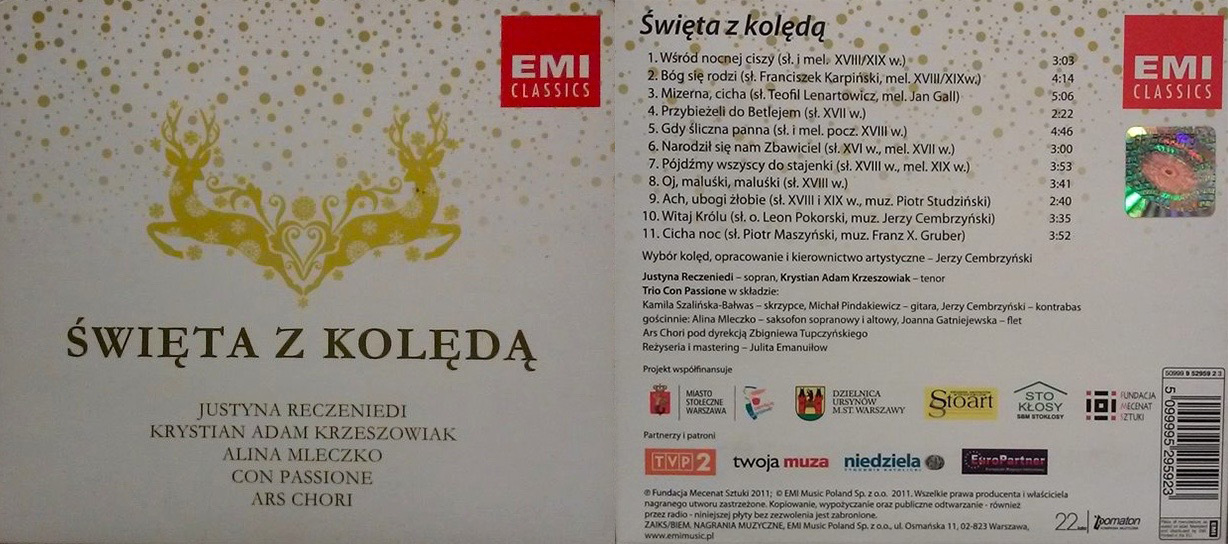 EMI
CLASSICS
ŚWIĘTA Z KOLĘDĄ
JUSTYNA RECZENIEDI
KRYSTIAN ADAM KRZESZOWIAK
ALINA MLECZKO
CON PASSIONE
ARS CHORI
Święta z kolędą
EMI
CLASSICS
1. Wśród nocnej ciszy (sł. i mel. XVIII/XIX w.) 3:03
2. Bóg się rodzi (sł. Franciszek Karpiński, mel. XVIII/XIXw.) 4:14
3. Mizerna, cicha (sł. Teofil Lenartowicz, mel. Jan Gall) 5:06
4. Przybieżeli do Betlejem (sł. XVII w.) 2:22
5. Gdy śliczna panna (sł. i mel. pocz. XVIII w.) 4:46
6. Narodził się nam Zbawiciel (sł. XVI w., mel. XVII w.) 3:00
7. Pójdźmy wszyscy do stajenki (sł. XVIII w., mel. XIX w.) 3:53
8. Oj, maluśki, maluśki (sł. XVIII w.) 3:41
9. Ach, ubogi żłobie (sł. XVIII i XIX w., muz. Piotr Studziński) 2:40
10. Witaj Królu (sł. o. Leon Pokorski, muz. Jerzy Cembrzyński) 3:35
11. Cicha noc (sł. Piotr Maszyński, muz. Franz X. Gruber) 3:52
Wybór kolęd, opracowanie i kierownictwo artystyczne – Jerzy Cembrzyński
Justyna Reczeniedi – sopran, Krystian Adam Krzeszowiak – tenor
Trio Con Passione w składzie:
Kamila Szalińska-Bałwas – skrzypce, Michał Pindakiewicz – gitara, Jerzy Cembrzyński – kontrabas
gościnnie: Alina Mleczko – saksofon sopranowy i altowy, Joanna Gatniejewska – flet
Ars Chori pod dyrekcją Zbigniewa Tupczyńskiego
Reżyseria i mastering – Julita Emanuiłow
Projekt współfinansuje
MIASTO
STOŁECZNE
WARSZAWA
DZIELNICA
URSYNÓW
M.ST. WARSZAWY
Stoart
STO
KŁOSY
SBM STOKŁOSY
FUNDACJA
MECENAT
SZTUKI
50999 9 52959 2 3
5 099995 295923
Partnerzy i patroni
TVP2
twoja muza
niedziela
EuroPartner
℗ Fundacja Mecenat Sztuki 2011; © EMI Music Poland Sp. z o.o. 2011. Wszelkie prawa producenta i właściciela
nagranego utworu zastrzeżone. Kopiowanie, wypożyczanie oraz publiczne odtwarzanie - również
przez radio - niniejszej płyty bez zezwolenia jest zabronione.
ZAIKS/BIEM. NAGRANIA MUZYCZNE, EMI Music Poland Sp. z o.o., ul. Osmańska 11, 02-823 Warszawa,
www.emimusic.pl
22
Pomaton
EMI